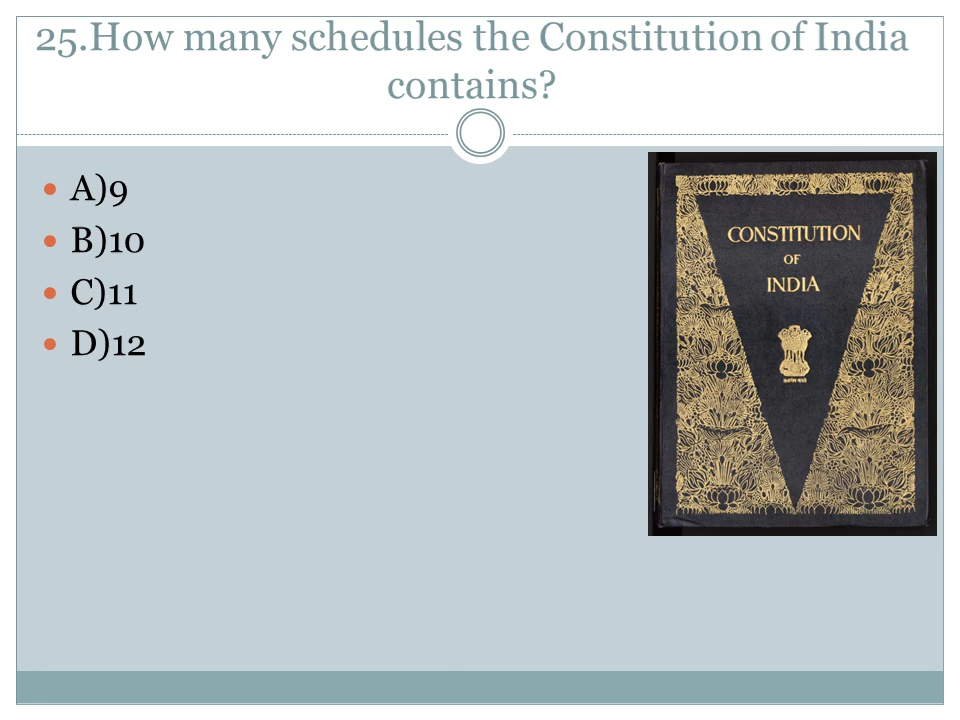 25.How many schedules the Constitution of India
contains?
A)9
B)10
C)11
D)12
CONSTITUTION
OF
INDIA